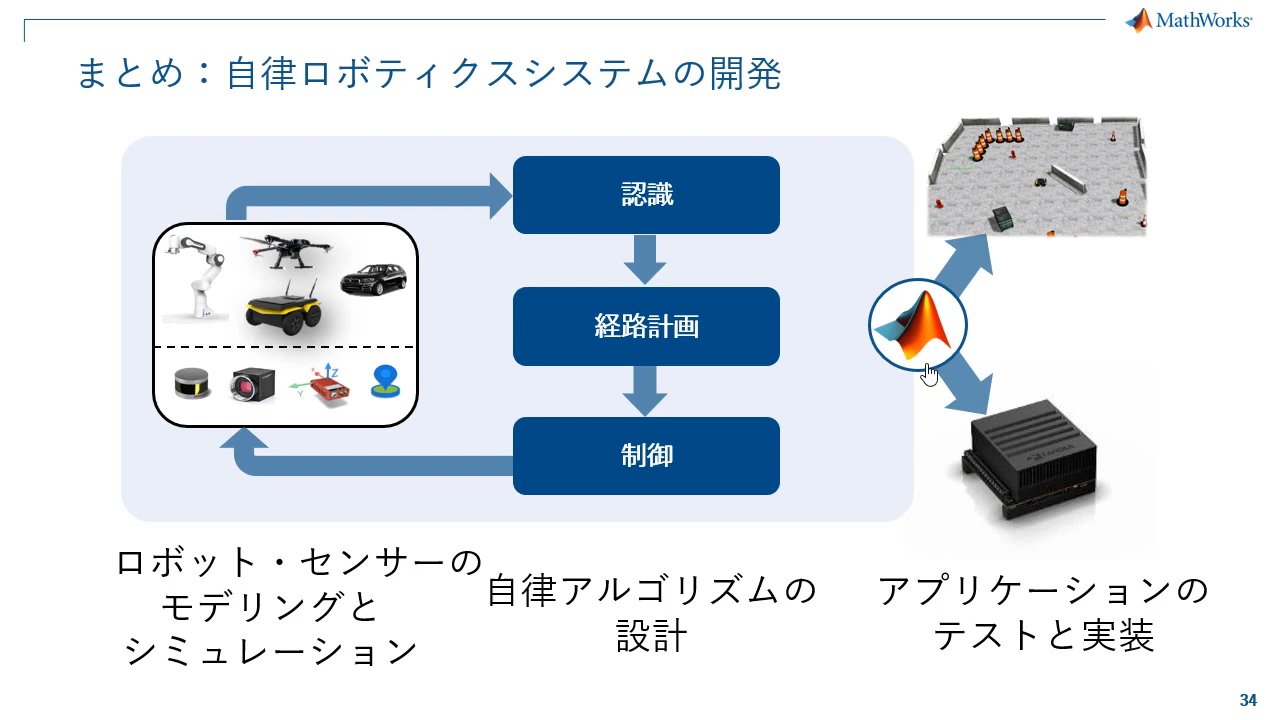 MathWorks
まとめ：自律ロボティクスシステムの開発
認識
経路計画
制御
X
Z
Y
ロボット・センサーの
モデリングと
シミュレーション
自律アルゴリズムの
設計
アプリケーションの
テストと実装
34